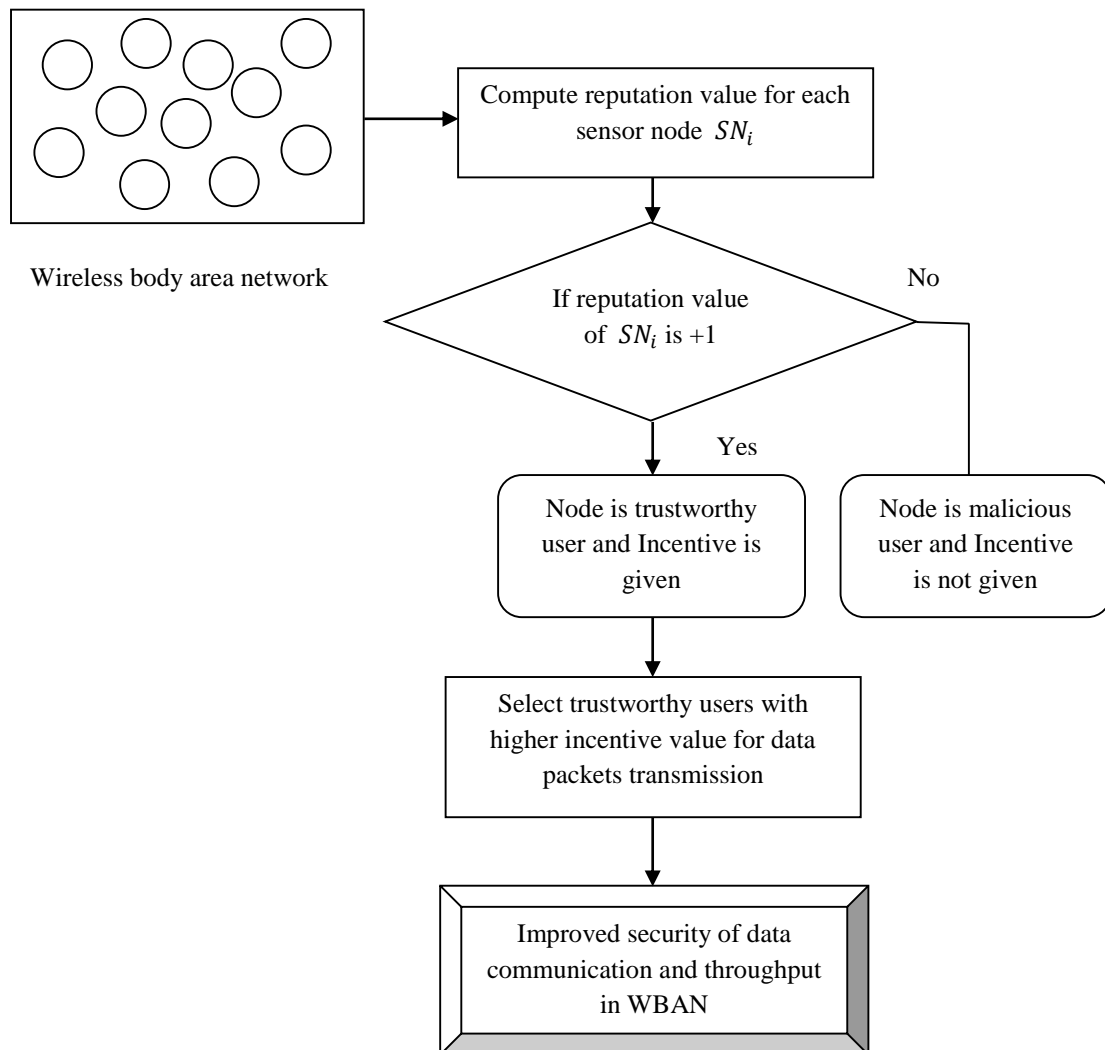 Compute reputation value for each
sensor node SNᵢ
Wireless body area network
If reputation value
of SNᵢ is +1
No
Yes
Node is trustworthy
user and Incentive is
given
Node is malicious
user and Incentive
is not given
Select trustworthy users with
higher incentive value for data
packets transmission
Improved security of data
communication and throughput
in WBAN